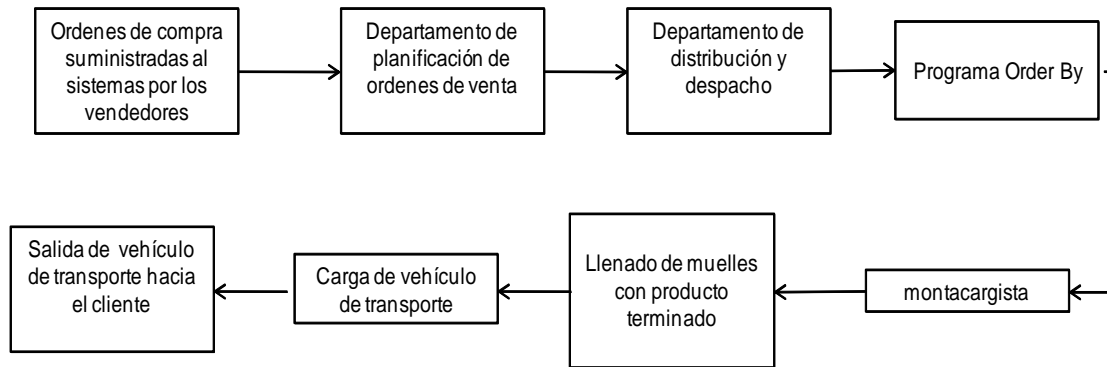 Ordenes de compra
suministradas al
sistemas por los
vendedores
Departamento de
planificación de
ordenes de venta
Departamento de
distribución y
despacho
Programa Order By
montacargista
Llenado de muelles
con producto
terminado
Carga de vehículo
de transporte
Salida de vehículo
de transporte hacia
el cliente